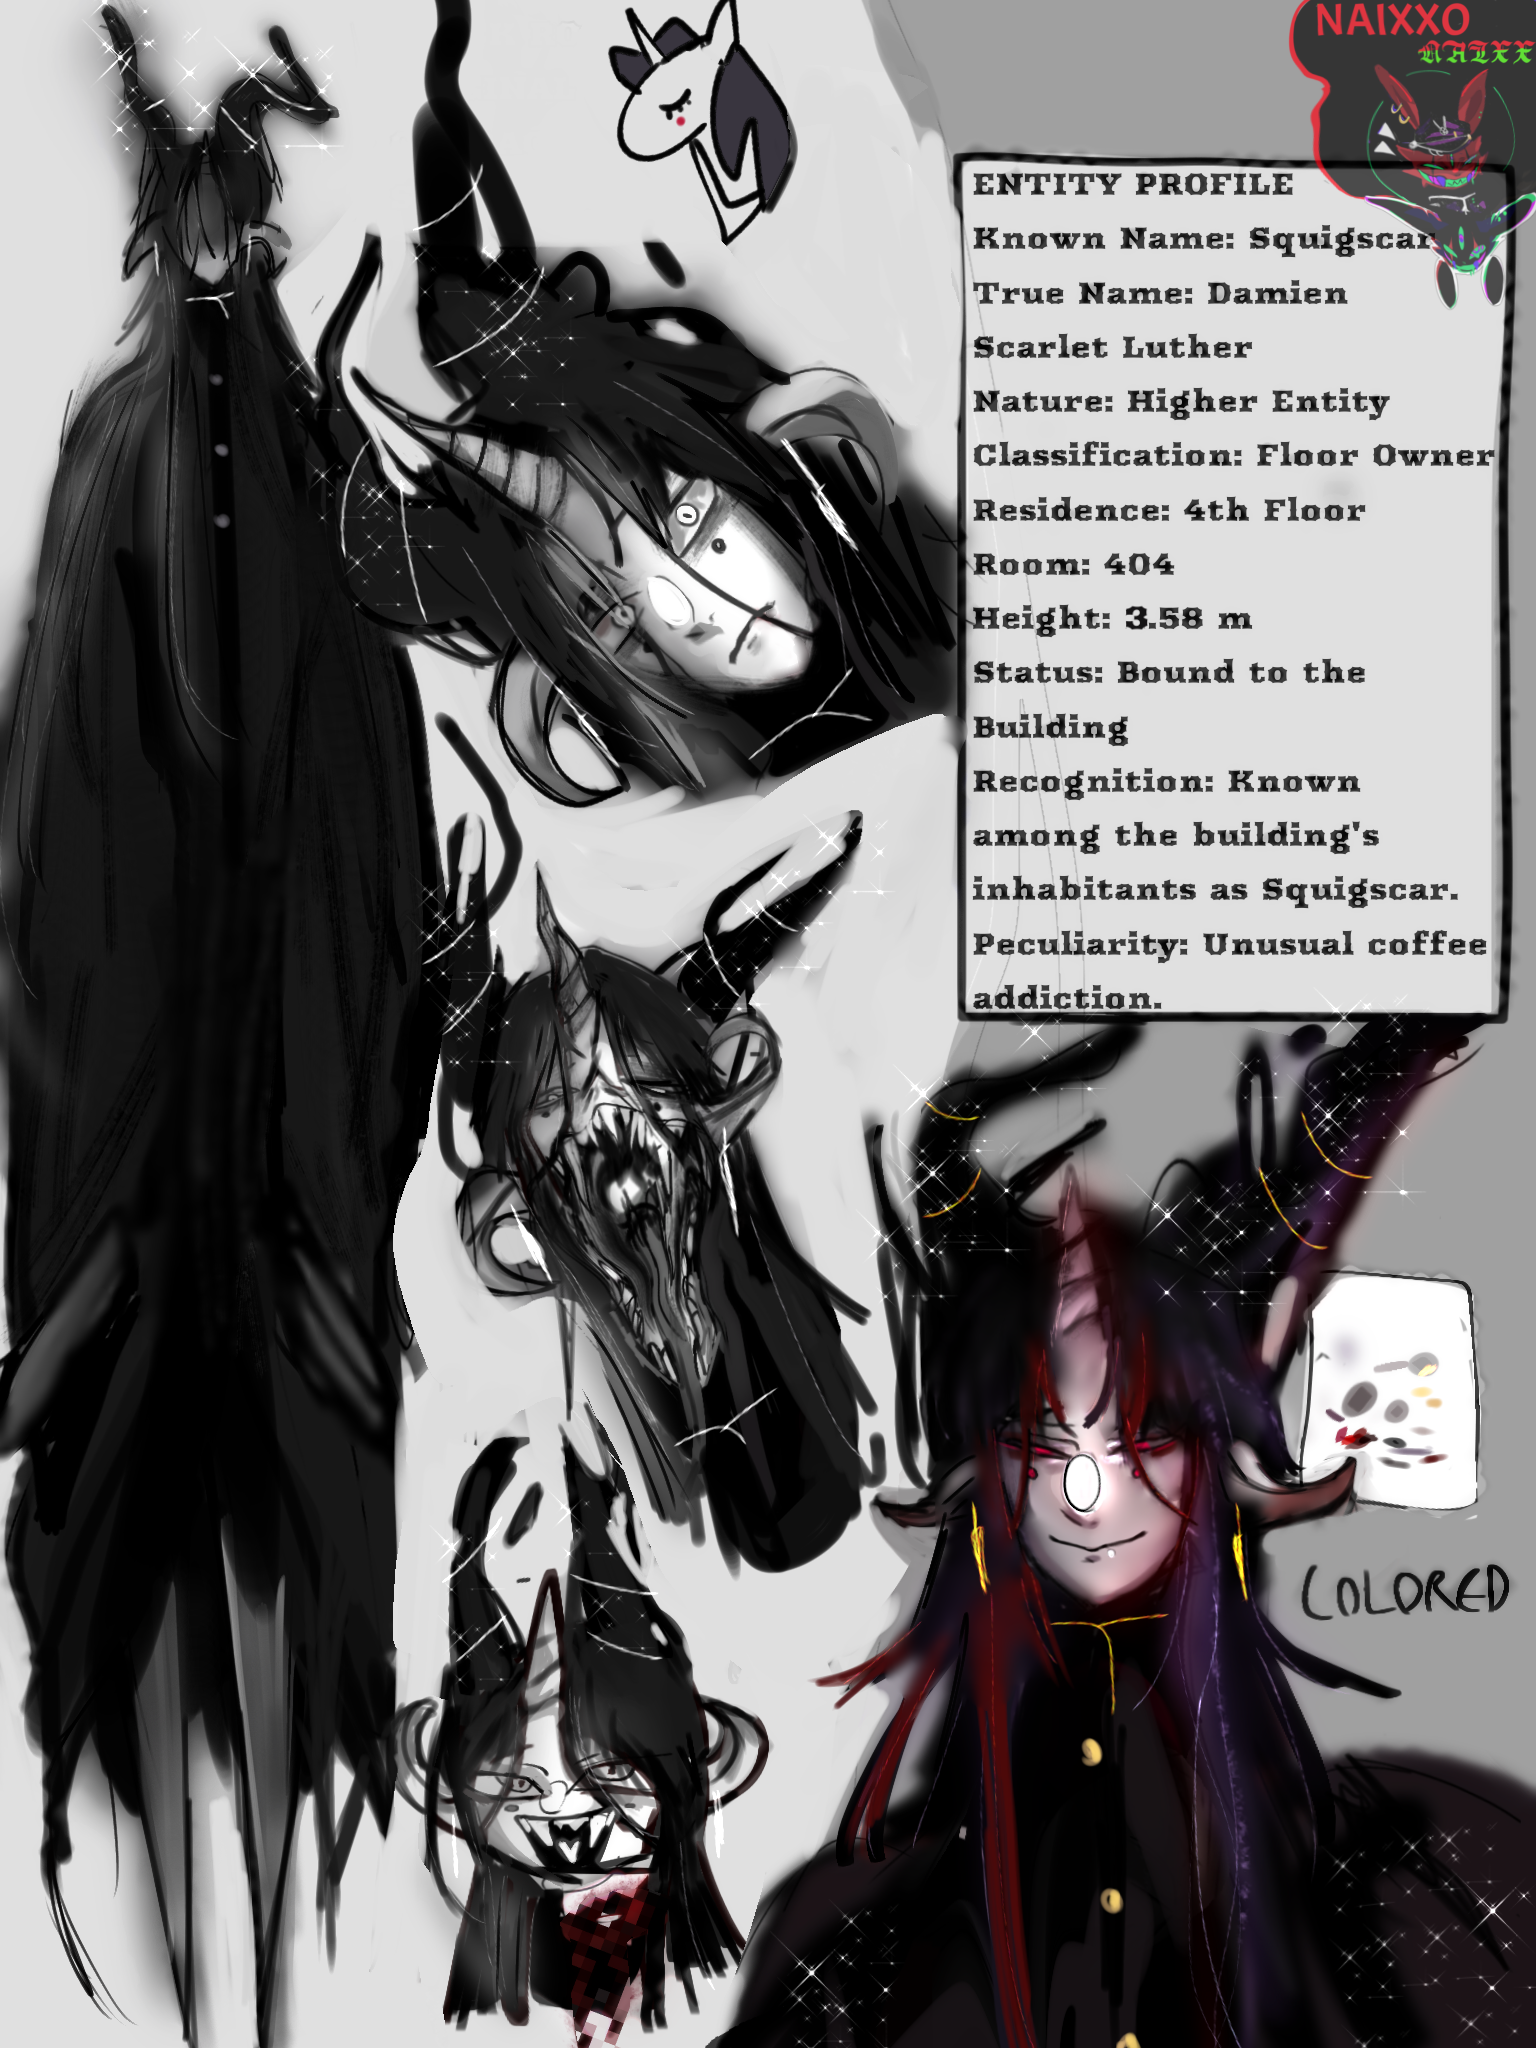 NAIXXO
NAIXX
ENTITY PROFILE
Known Name: Squigscar
True Name: Damien
Scarlet Luther
Nature: Higher Entity
Classification: Floor Owner
Residence: 4th Floor
Room: 404
Height: 3.58 m
Status: Bound to the
Building
Recognition: Known
among the building's
inhabitants as Squigscar.
Peculiarity: Unusual coffee
addiction.
COLORED